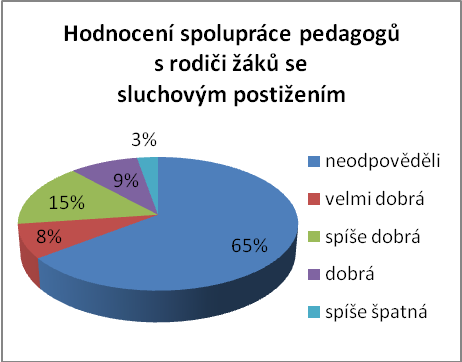 Hodnocení spolupráce pedagogů
s rodiči žáků se
sluchovým postižením
3%
9%
15%
8%
65%
neodpověděli
velmi dobrá
spíše dobrá
dobrá
spíše špatná